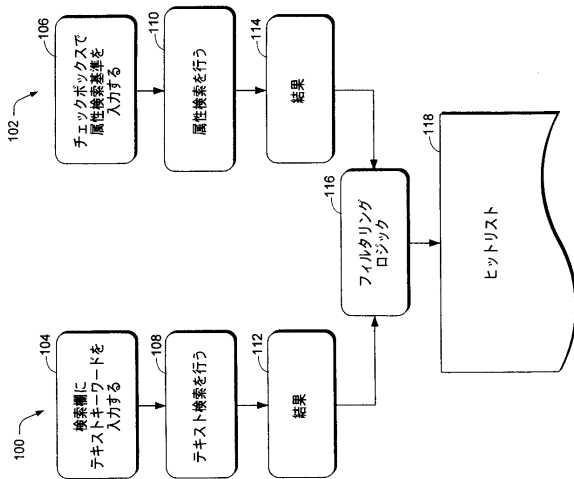 100
104
検索欄に
テキストキーワードを
入力する
108
テキスト検索を行う
112
結果
102
106
チェックボックスで
属性検索基準を
入力する
110
属性検索を行う
114
結果
116
フィルタリング
ロジック
118
ヒットリスト